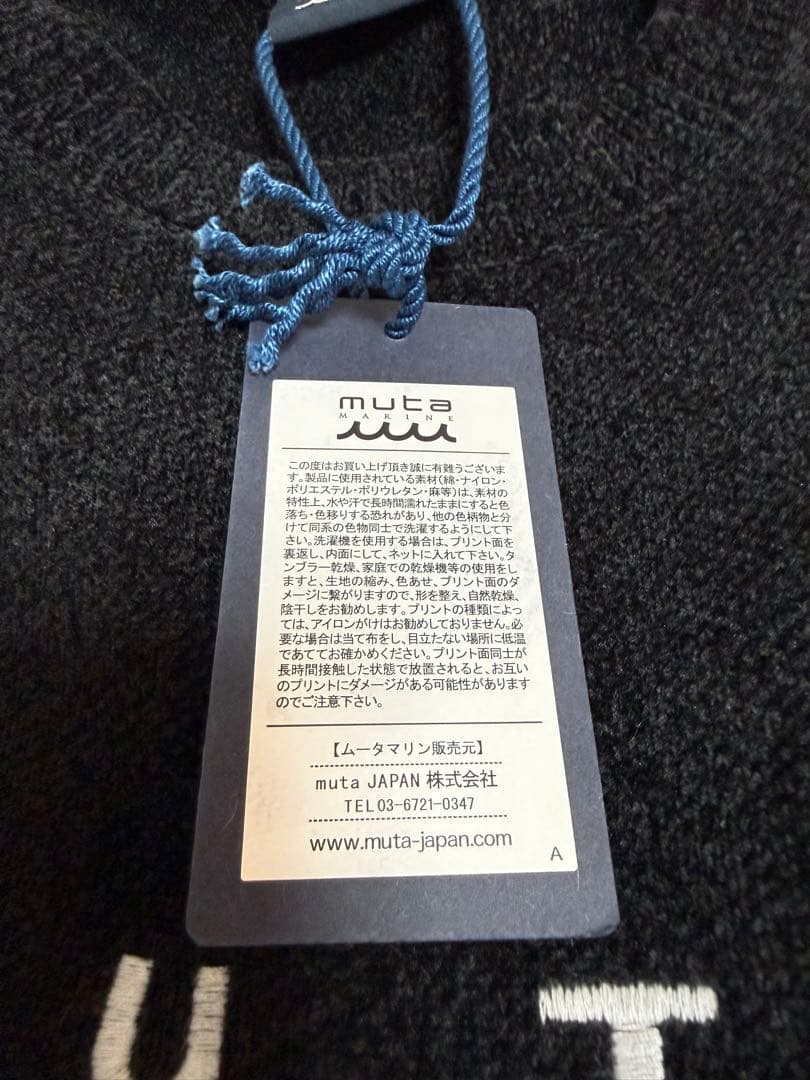 muta
MARINE
この度はお買い上げ頂き誠に有難うございま
す。製品に使用されている素材(綿・ナイロン・
ポリエステル・ポリウレタン・麻等)は、素材の
特性上、水や汗で長時間濡れたままにすると色
落ち・色移りする恐れがあり、他の色柄物と分
けて同系の色物同士で洗濯するようにして下
さい。洗濯機を使用する場合は、プリント面を
裏返し、内面にして、ネットに入れて下さい。タ
ンブラー乾燥、家庭での乾燥機等の使用をし
ますと、生地の縮み、色あせ、プリント面のダメ
ージに繋がりますので、形を整え、自然乾燥、
陰干しをお勧めします。プリントの種類によっ
ては、アイロンがけはお勧めしておりません。必
要な場合は当て布をし、目立たない場所に低温
であててお確かめください。プリント面同士が
長時間接触した状態で放置されると、お互い
のプリントにダメージがある可能性があります
のでご注意下さい。
【ムータマリン販売元】
muta JAPAN 株式会社
TEL 03-6721-0347
www.muta-japan.com
A
U T